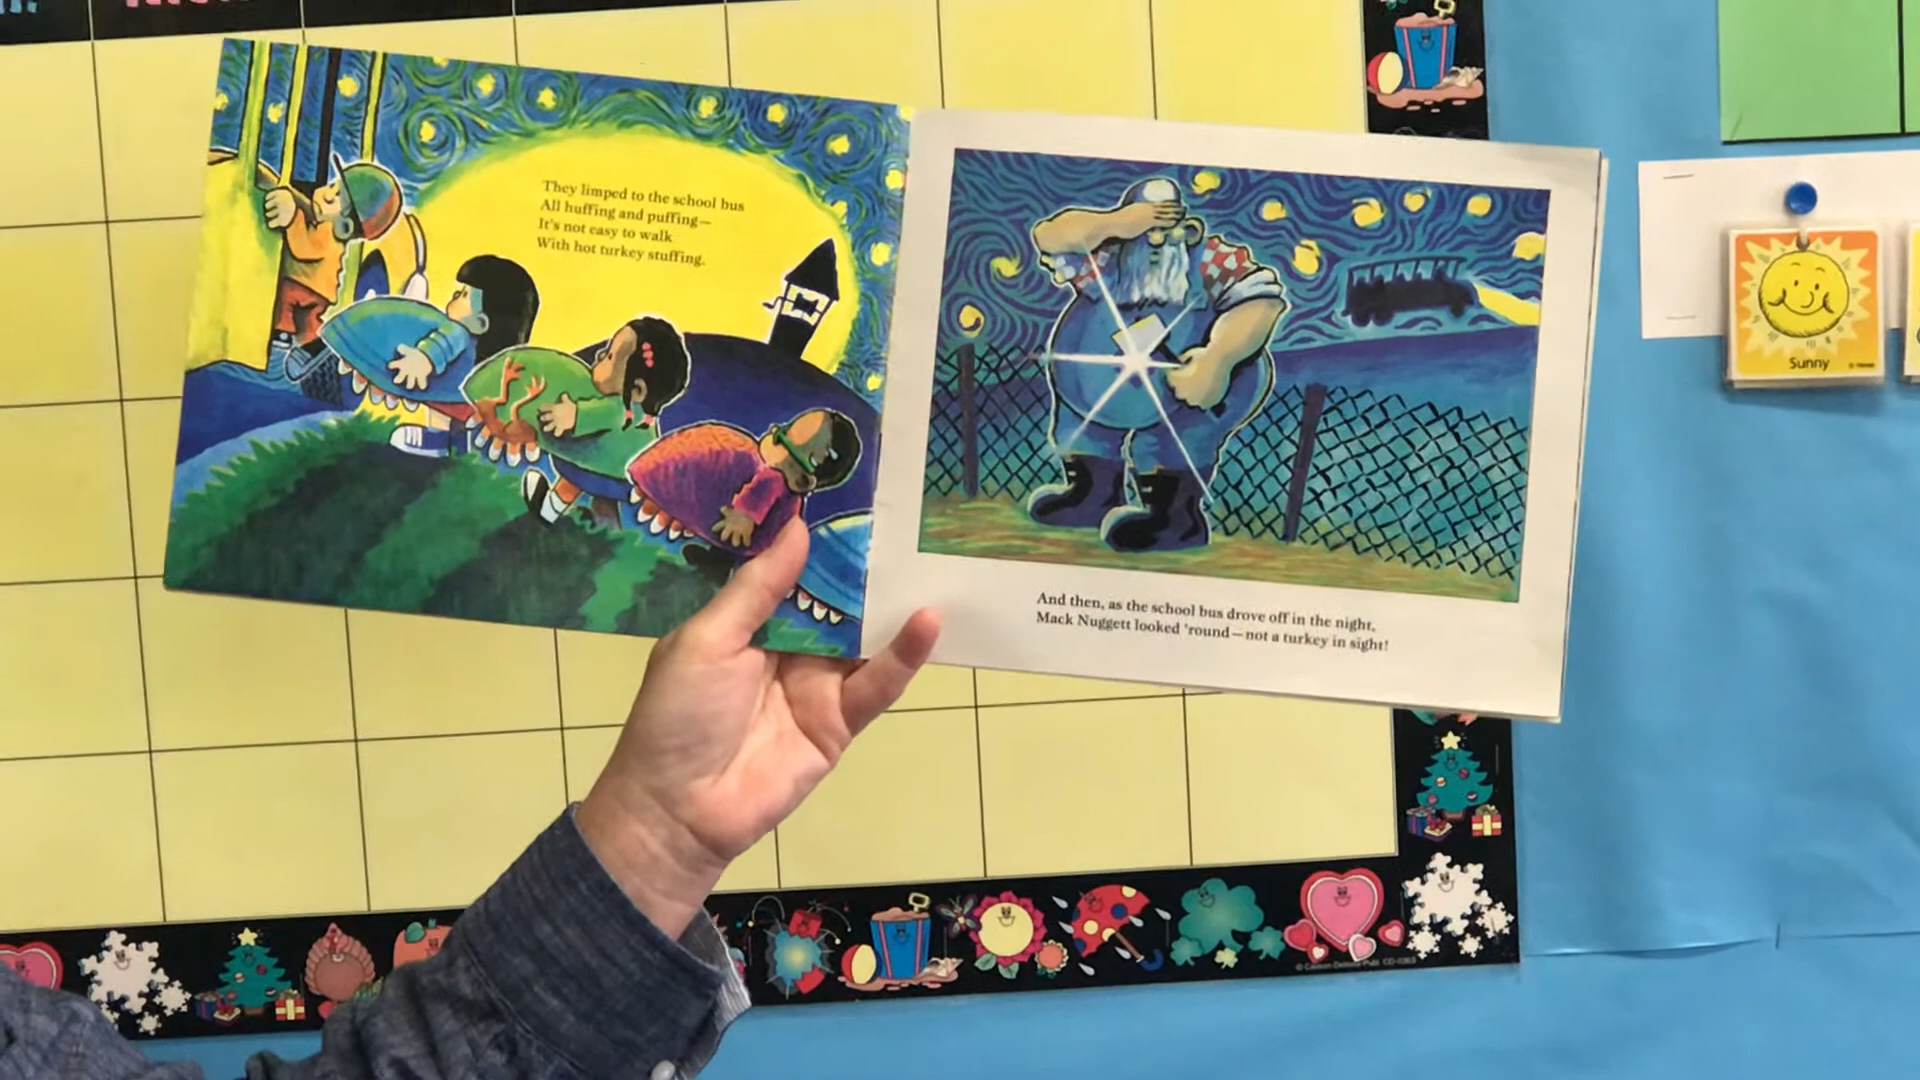 They limped to the school bus
All huffing and puffing—
It's not easy to walk
With hot turkey stuffing.
And then, as the school bus drove off in the night,
Mack Nuggett looked 'round—not a turkey in sight!
Sunny